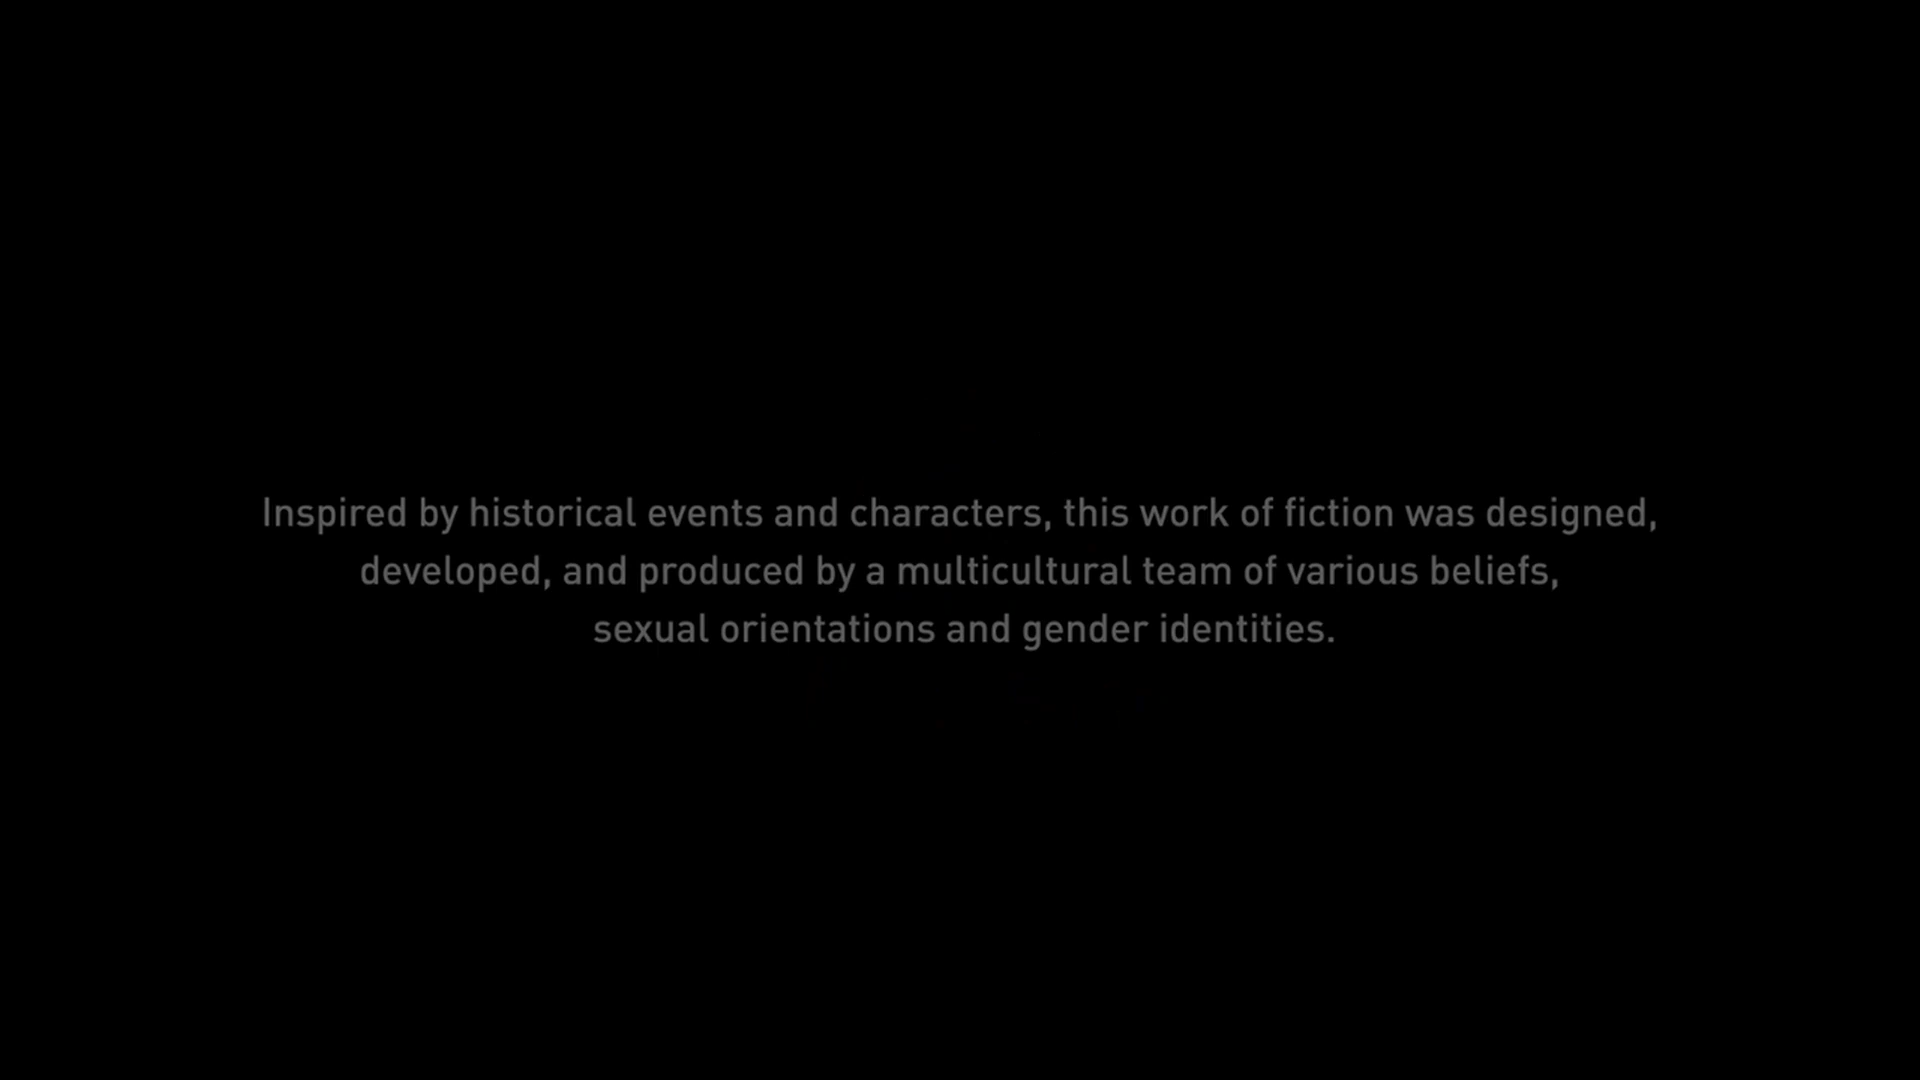 Inspired by historical events and characters, this work of fiction was designed,
developed, and produced by a multicultural team of various beliefs,
sexual orientations and gender identities.